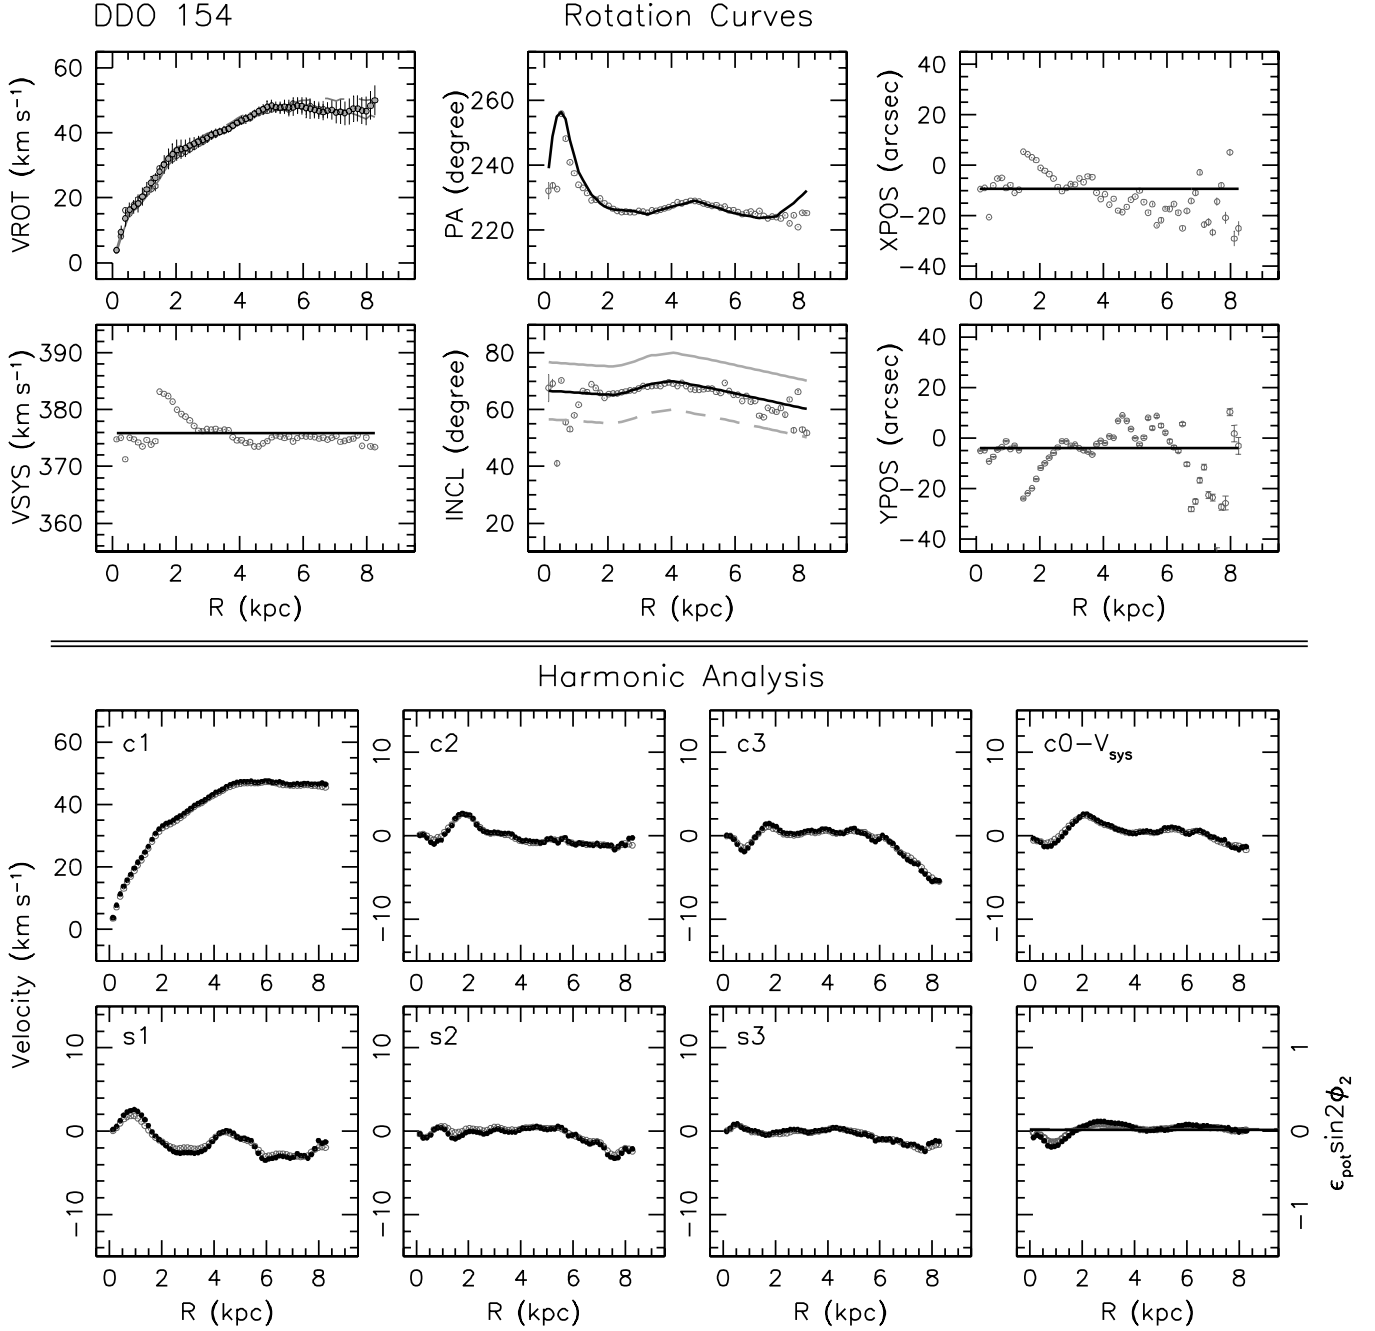 DDO 154 Rotation Curves
VROT (km s⁻¹)
60
40
20
0
0 2 4 6 8
PA (degree)
260
240
220
0 2 4 6 8
XPOS (arcsec)
40
20
0
−20
−40
0 2 4 6 8
VSYS (km s⁻¹)
390
380
370
360
0 2 4 6 8
R (kpc)
INCL (degree)
80
60
40
20
0 2 4 6 8
R (kpc)
YPOS (arcsec)
40
20
0
−20
−40
0 2 4 6 8
R (kpc)
Harmonic Analysis
Velocity (km s⁻¹)
c1
60
40
20
0
0 2 4 6 8
c2
10
0
−10
0 2 4 6 8
c3
10
0
−10
0 2 4 6 8
c0−Vsys
10
0
−10
0 2 4 6 8
s1
10
0
−10
0 2 4 6 8
R (kpc)
s2
10
0
−10
0 2 4 6 8
R (kpc)
s3
10
0
−10
0 2 4 6 8
R (kpc)
1
0
−1
ϵpotsin2ϕ2
0 2 4 6 8
R (kpc)